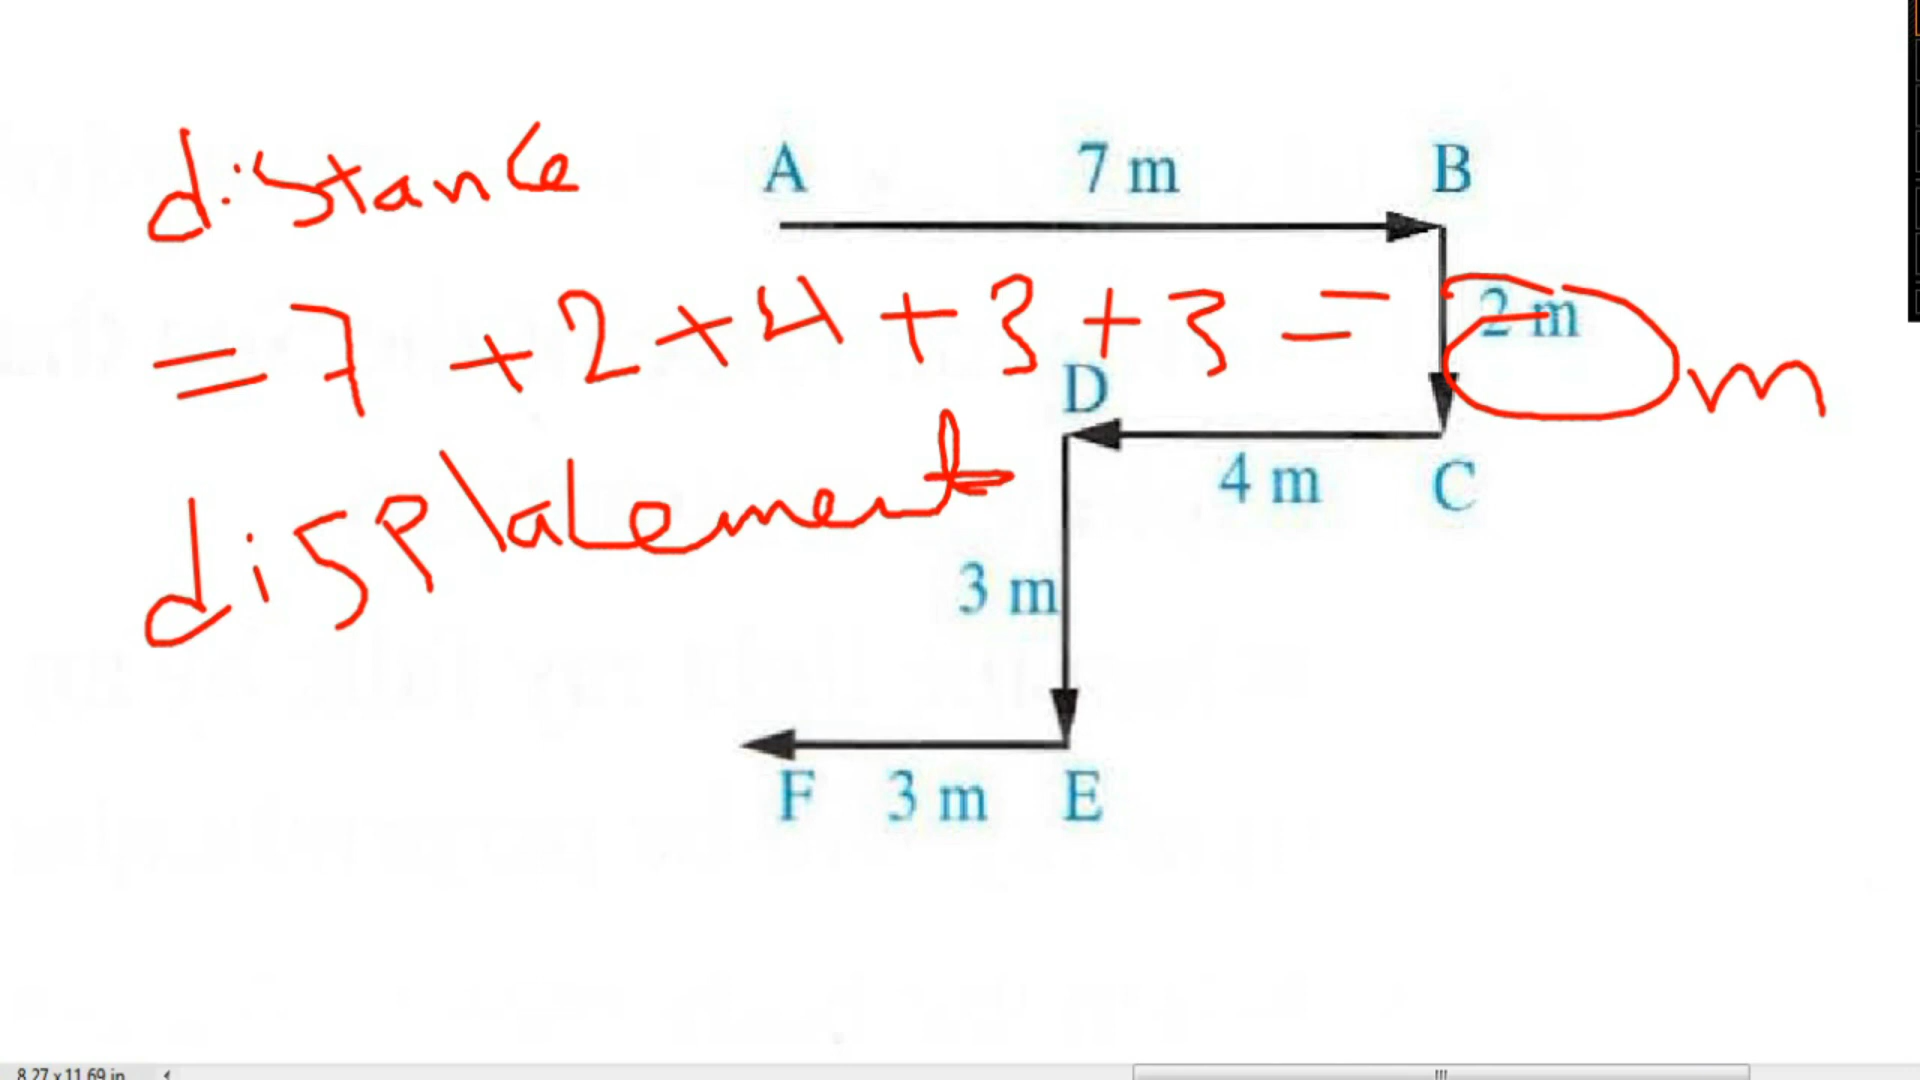 distance
A 7 m B
= 7 + 2 + 4 + 3 + 3 = m
2 m
D
4 m C
displacement
3 m
F 3 m E
8.27 x 11.69 in